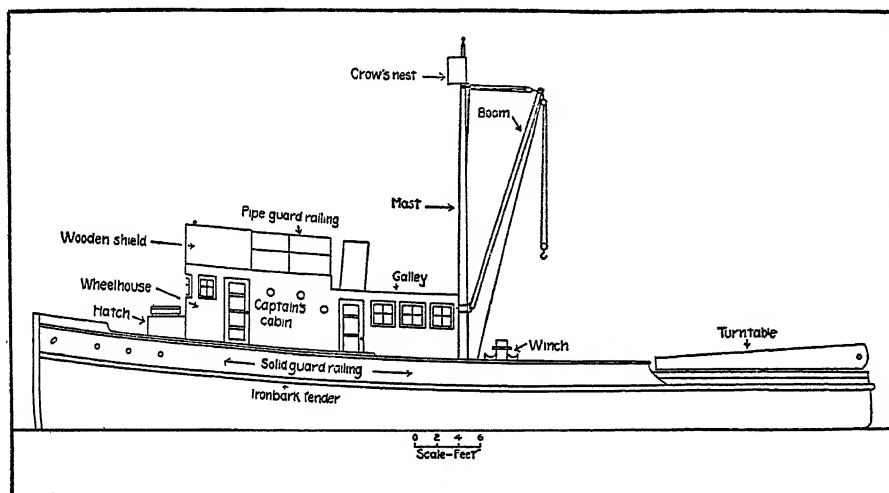 Crow's nest
Boom
Mast
Pipe guard railing
Wooden shield
Galley
Wheelhouse
Captain's
cabin
Hatch
Winch
Turntable
Solid guard railing
Ironbark fender
0 2 4 6
Scale-Feet